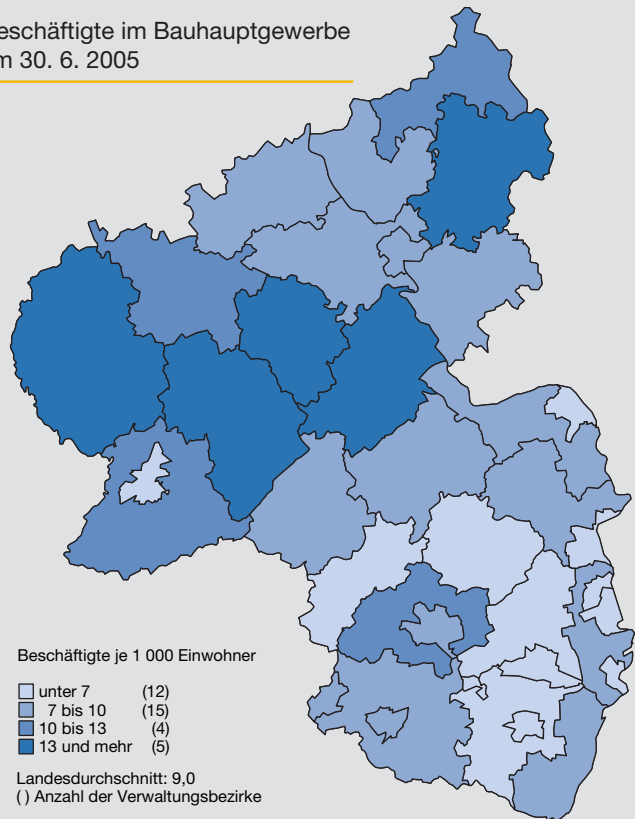 eschäftigte im Bauhauptgewerbe
m 30. 6. 2005
Beschäftigte je 1 000 Einwohner
unter 7 (12)
7 bis 10 (15)
10 bis 13 (4)
13 und mehr (5)
Landesdurchschnitt: 9,0
( ) Anzahl der Verwaltungsbezirke